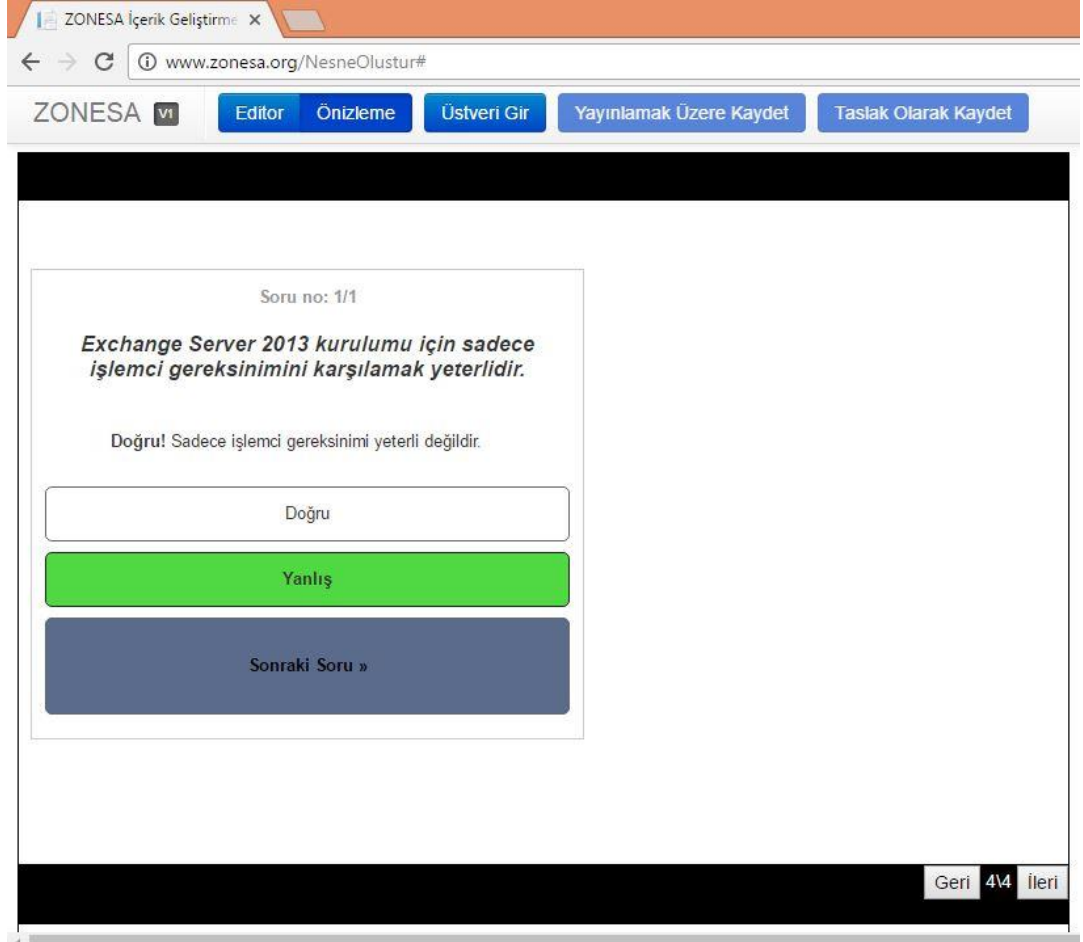 ZONESA İçerik Geliştirme
www.zonesa.org/NesneOlustur#
ZONESA V1 Editor Önizleme Üstveri Gir Yayınlamak Üzere Kaydet Taslak Olarak Kaydet
Soru no: 1/1
Exchange Server 2013 kurulumu için sadece
işlemci gereksinimini karşılamak yeterlidir.
Doğru! Sadece işlemci gereksinimi yeterli değildir.
Doğru
Yanlış
Sonraki Soru »
Geri 4\4 İleri